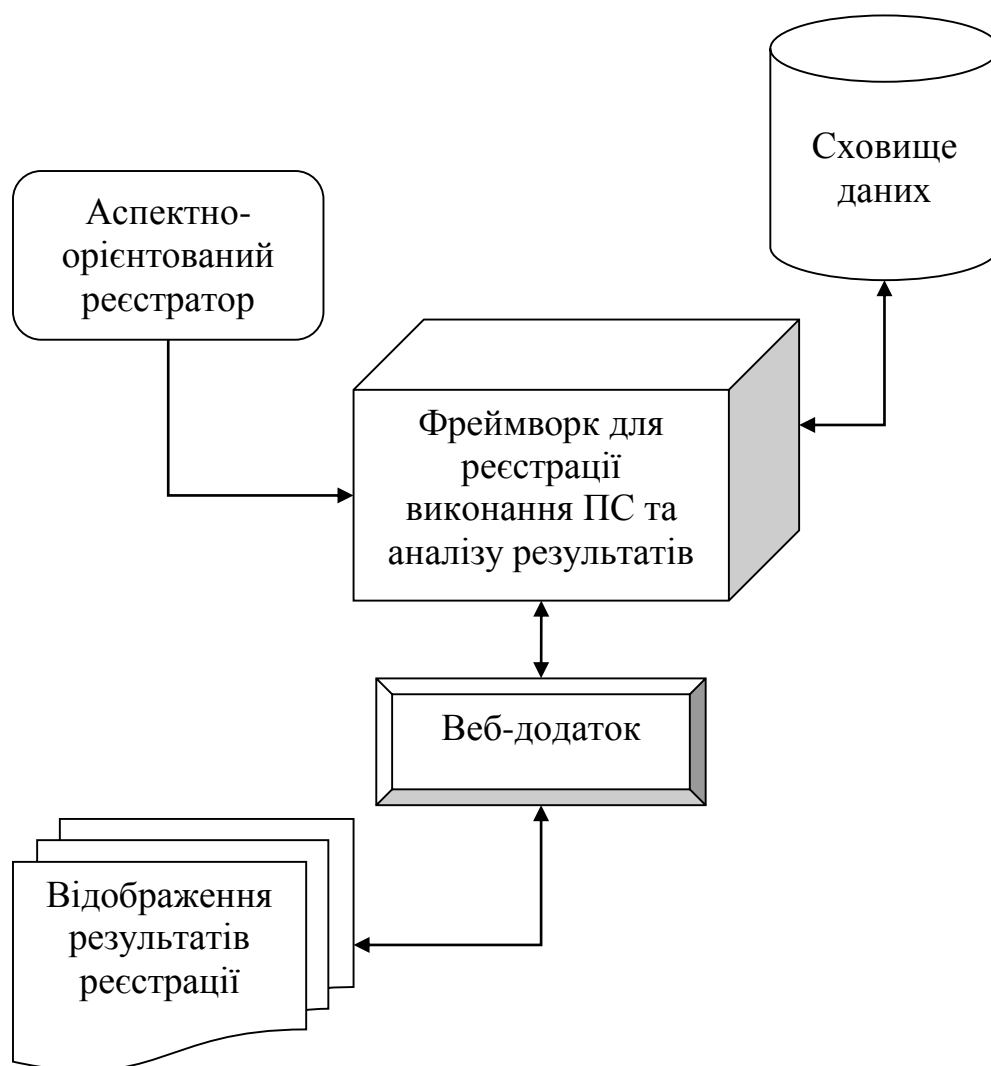 Сховище
даних
Аспектно-
орієнтований
реєстратор
Фреймворк для
реєстрації
виконання ПС та
аналізу результатів
Веб-додаток
Відображення
результатів
реєстрації